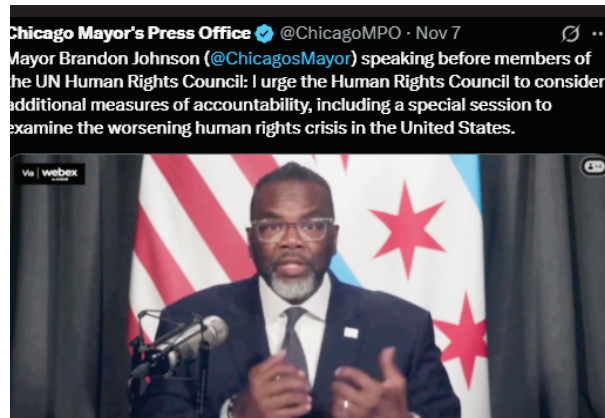 Chicago Mayor's Press Office @ChicagoMPO · Nov 7
Mayor Brandon Johnson (@ChicagosMayor) speaking before members of
the UN Human Rights Council: I urge the Human Rights Council to consider
additional measures of accountability, including a special session to
examine the worsening human rights crisis in the United States.
Via webex